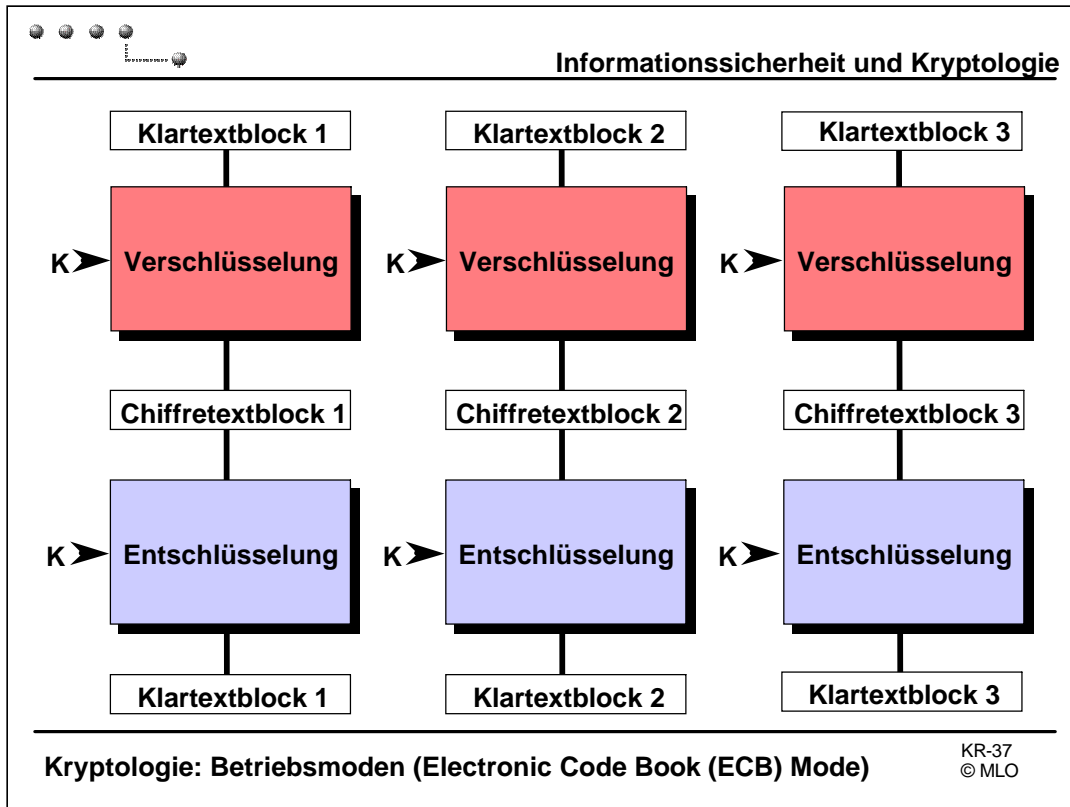 Informationssicherheit und Kryptologie
Klartextblock 1 Klartextblock 2 Klartextblock 3
K Verschlüsselung K Verschlüsselung K Verschlüsselung
Chiffretextblock 1 Chiffretextblock 2 Chiffretextblock 3
K Entschlüsselung K Entschlüsselung K Entschlüsselung
Klartextblock 1 Klartextblock 2 Klartextblock 3
Kryptologie: Betriebsmoden (Electronic Code Book (ECB) Mode)
KR-37
© MLO